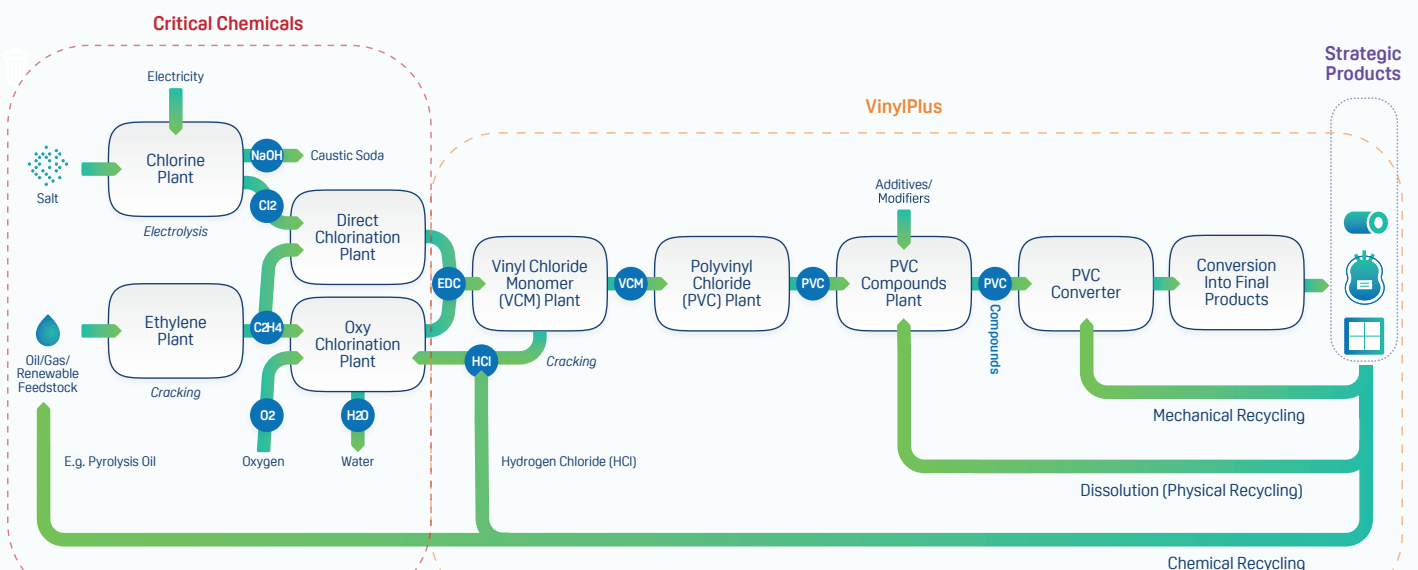 Critical Chemicals
Strategic
Products
VinylPlus
Electricity
Chlorine
Plant
NaOH
Caustic Soda
Salt
Cl2
Electrolysis
Direct
Chlorination
Plant
Additives/
Modifiers
EDC
Vinyl Chloride
Monomer
(VCM) Plant
VCM
Polyvinyl
Chloride
(PVC) Plant
PVC
PVC
Compounds
Plant
PVC
Compounds
PVC
Converter
Conversion
Into Final
Products
Ethylene
Plant
C2H4
Oxy
Chlorination
Plant
Oil/Gas/
Renewable
Feedstock
Cracking
HCl
Cracking
O2
H2O
Oxygen
Water
E.g. Pyrolysis Oil
Hydrogen Chloride (HCl)
Mechanical Recycling
Dissolution (Physical Recycling)
Chemical Recycling